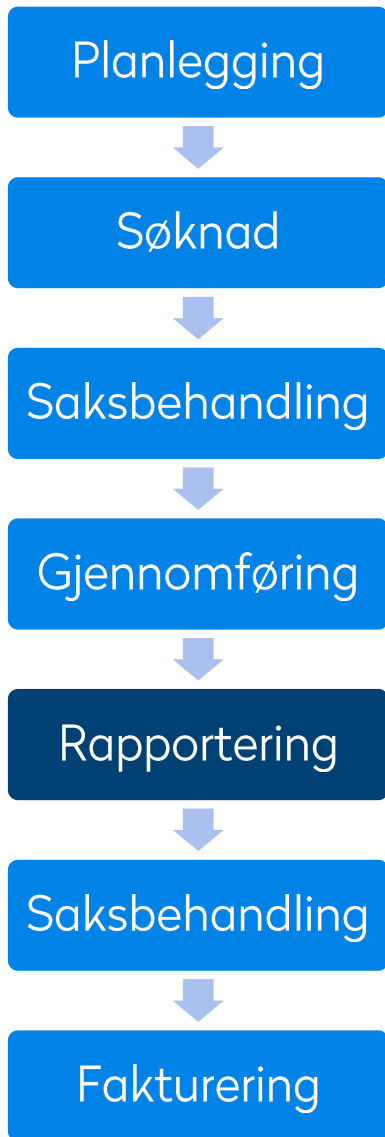 Planlegging
Søknad
Saksbehandling
Gjennomføring
Rapportering
Saksbehandling
Fakturering